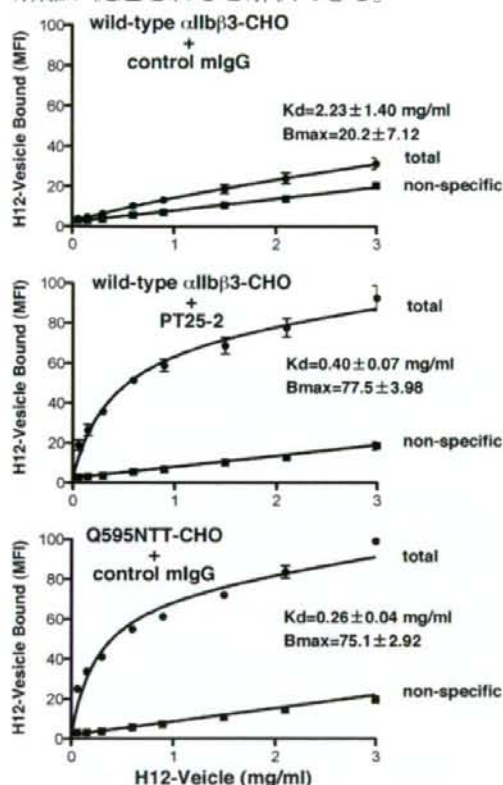 wild-type αIIbβ3-CHO
+
control mIgG
H12-Vesicle Bound (MFI)
100
80
60
40
20
0
Kd=2.23±1.40 mg/ml
Bmax=20.2±7.12
total
non-specific
0
1
2
3
wild-type αIIbβ3-CHO
+
PT25-2
H12-Vesicle Bound (MFI)
100
80
60
40
20
0
total
Kd=0.40±0.07 mg/ml
Bmax=77.5±3.98
non-specific
0
1
2
3
Q595NTT-CHO
+
control mIgG
H12-Vesicle Bound (MFI)
100
80
60
40
20
0
total
Kd=0.26±0.04 mg/ml
Bmax=75.1±2.92
non-specific
0
1
2
3
H12-Veicle (mg/ml)